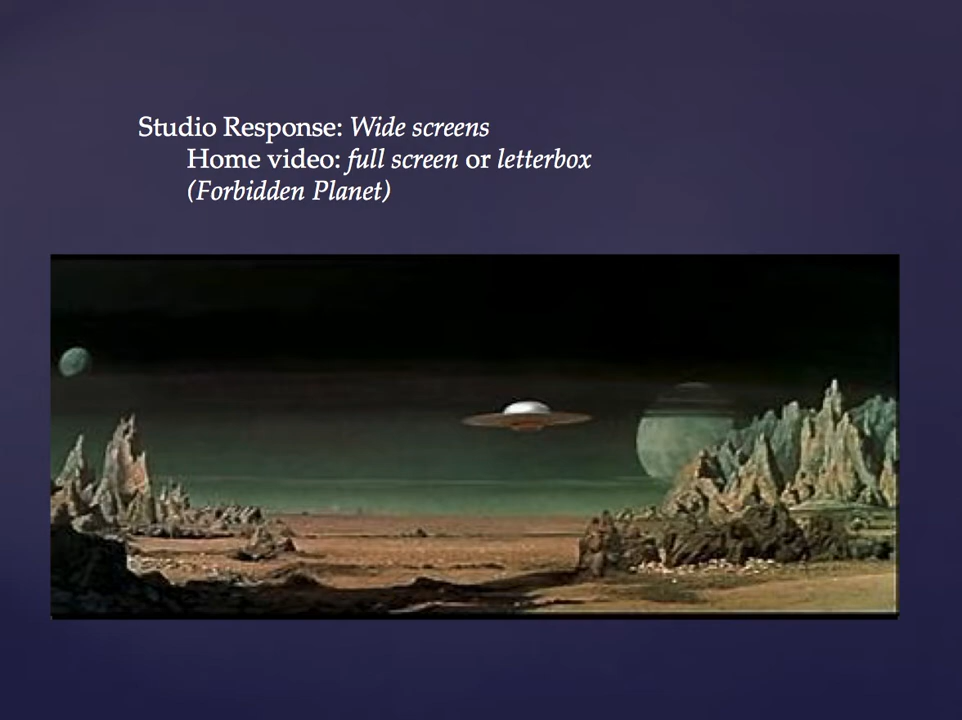 Studio Response: Wide screens
Home video: full screen or letterbox
(Forbidden Planet)